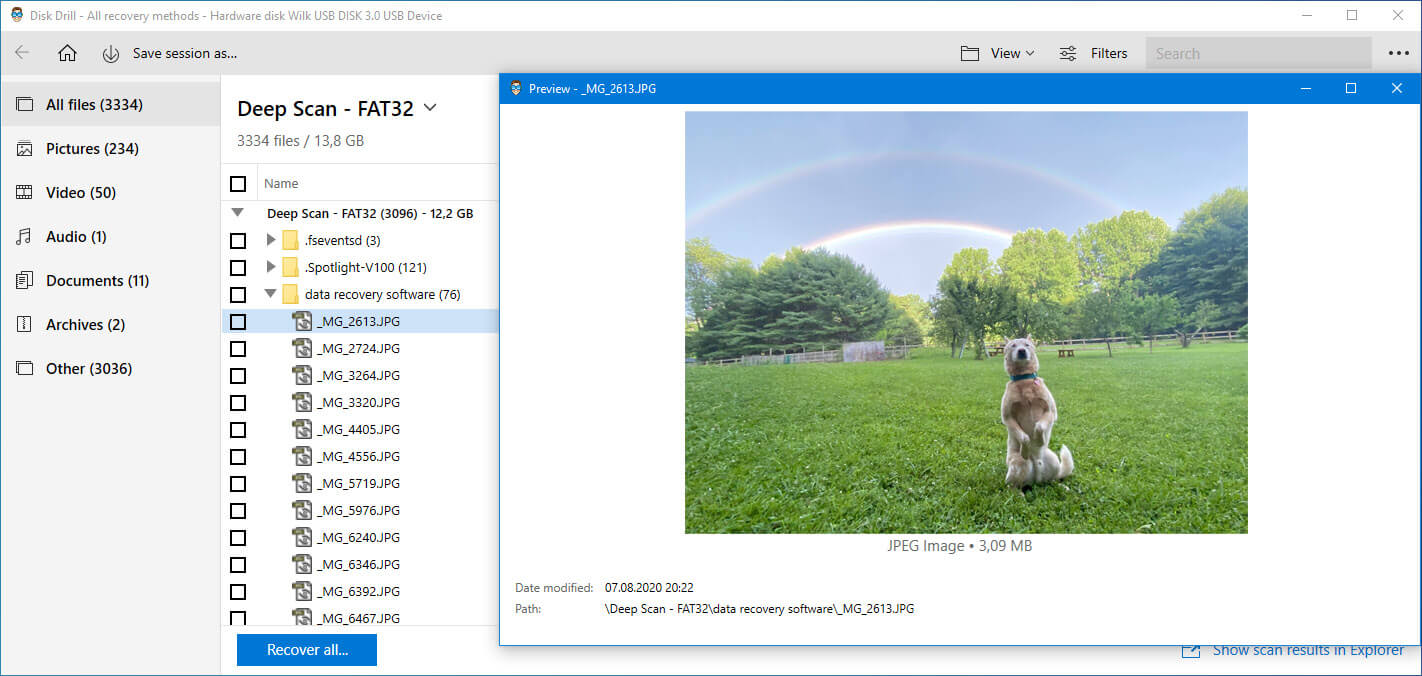 Disk Drill - All recovery methods - Hardware disk Wilk USB DISK 3.0 USB Device
Save session as...
View
Filters
Search
All files (3334)
Pictures (234)
Video (50)
Audio (1)
Documents (11)
Archives (2)
Other (3036)
Deep Scan - FAT32
3334 files / 13,8 GB
Name
Deep Scan - FAT32 (3096) - 12,2 GB
.fseventsd (3)
.Spotlight-V100 (121)
data recovery software (76)
_MG_2613.JPG
_MG_2724.JPG
_MG_3264.JPG
_MG_3320.JPG
_MG_4405.JPG
_MG_4556.JPG
_MG_5719.JPG
_MG_5976.JPG
_MG_6240.JPG
_MG_6346.JPG
_MG_6392.JPG
_MG_6467.JPG
Recover all...
Preview - _MG_2613.JPG
JPEG Image • 3,09 MB
Date modified: 07.08.2020 20:22
Path: \Deep Scan - FAT32\data recovery software\_MG_2613.JPG
Show scan results in Explorer